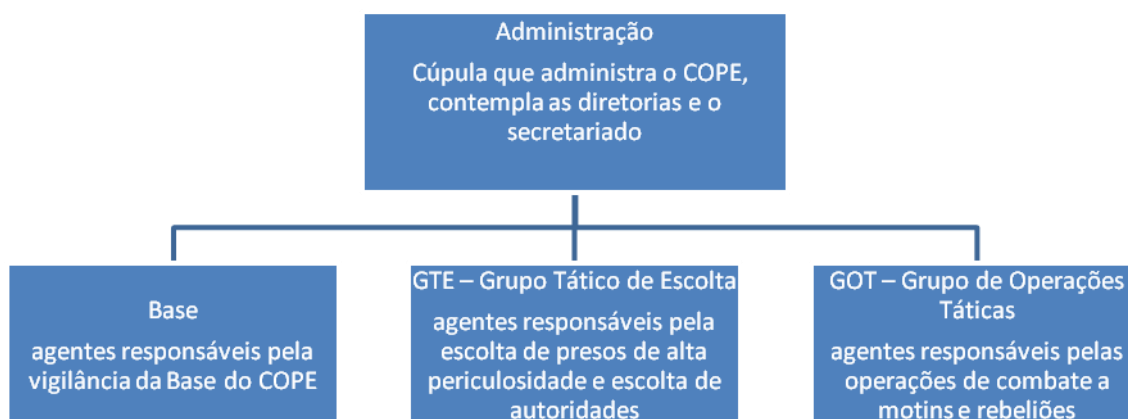 Administração
Cúpula que administra o COPE,
contempla as diretorias e o
secretariado
Base
agentes responsáveis pela
vigilância da Base do COPE
GTE – Grupo Tático de Escolta
agentes responsáveis pela
escolta de presos de alta
periculosidade e escolta de
autoridades
GOT – Grupo de Operações
Táticas
agentes responsáveis pelas
operações de combate a
motins e rebeliões